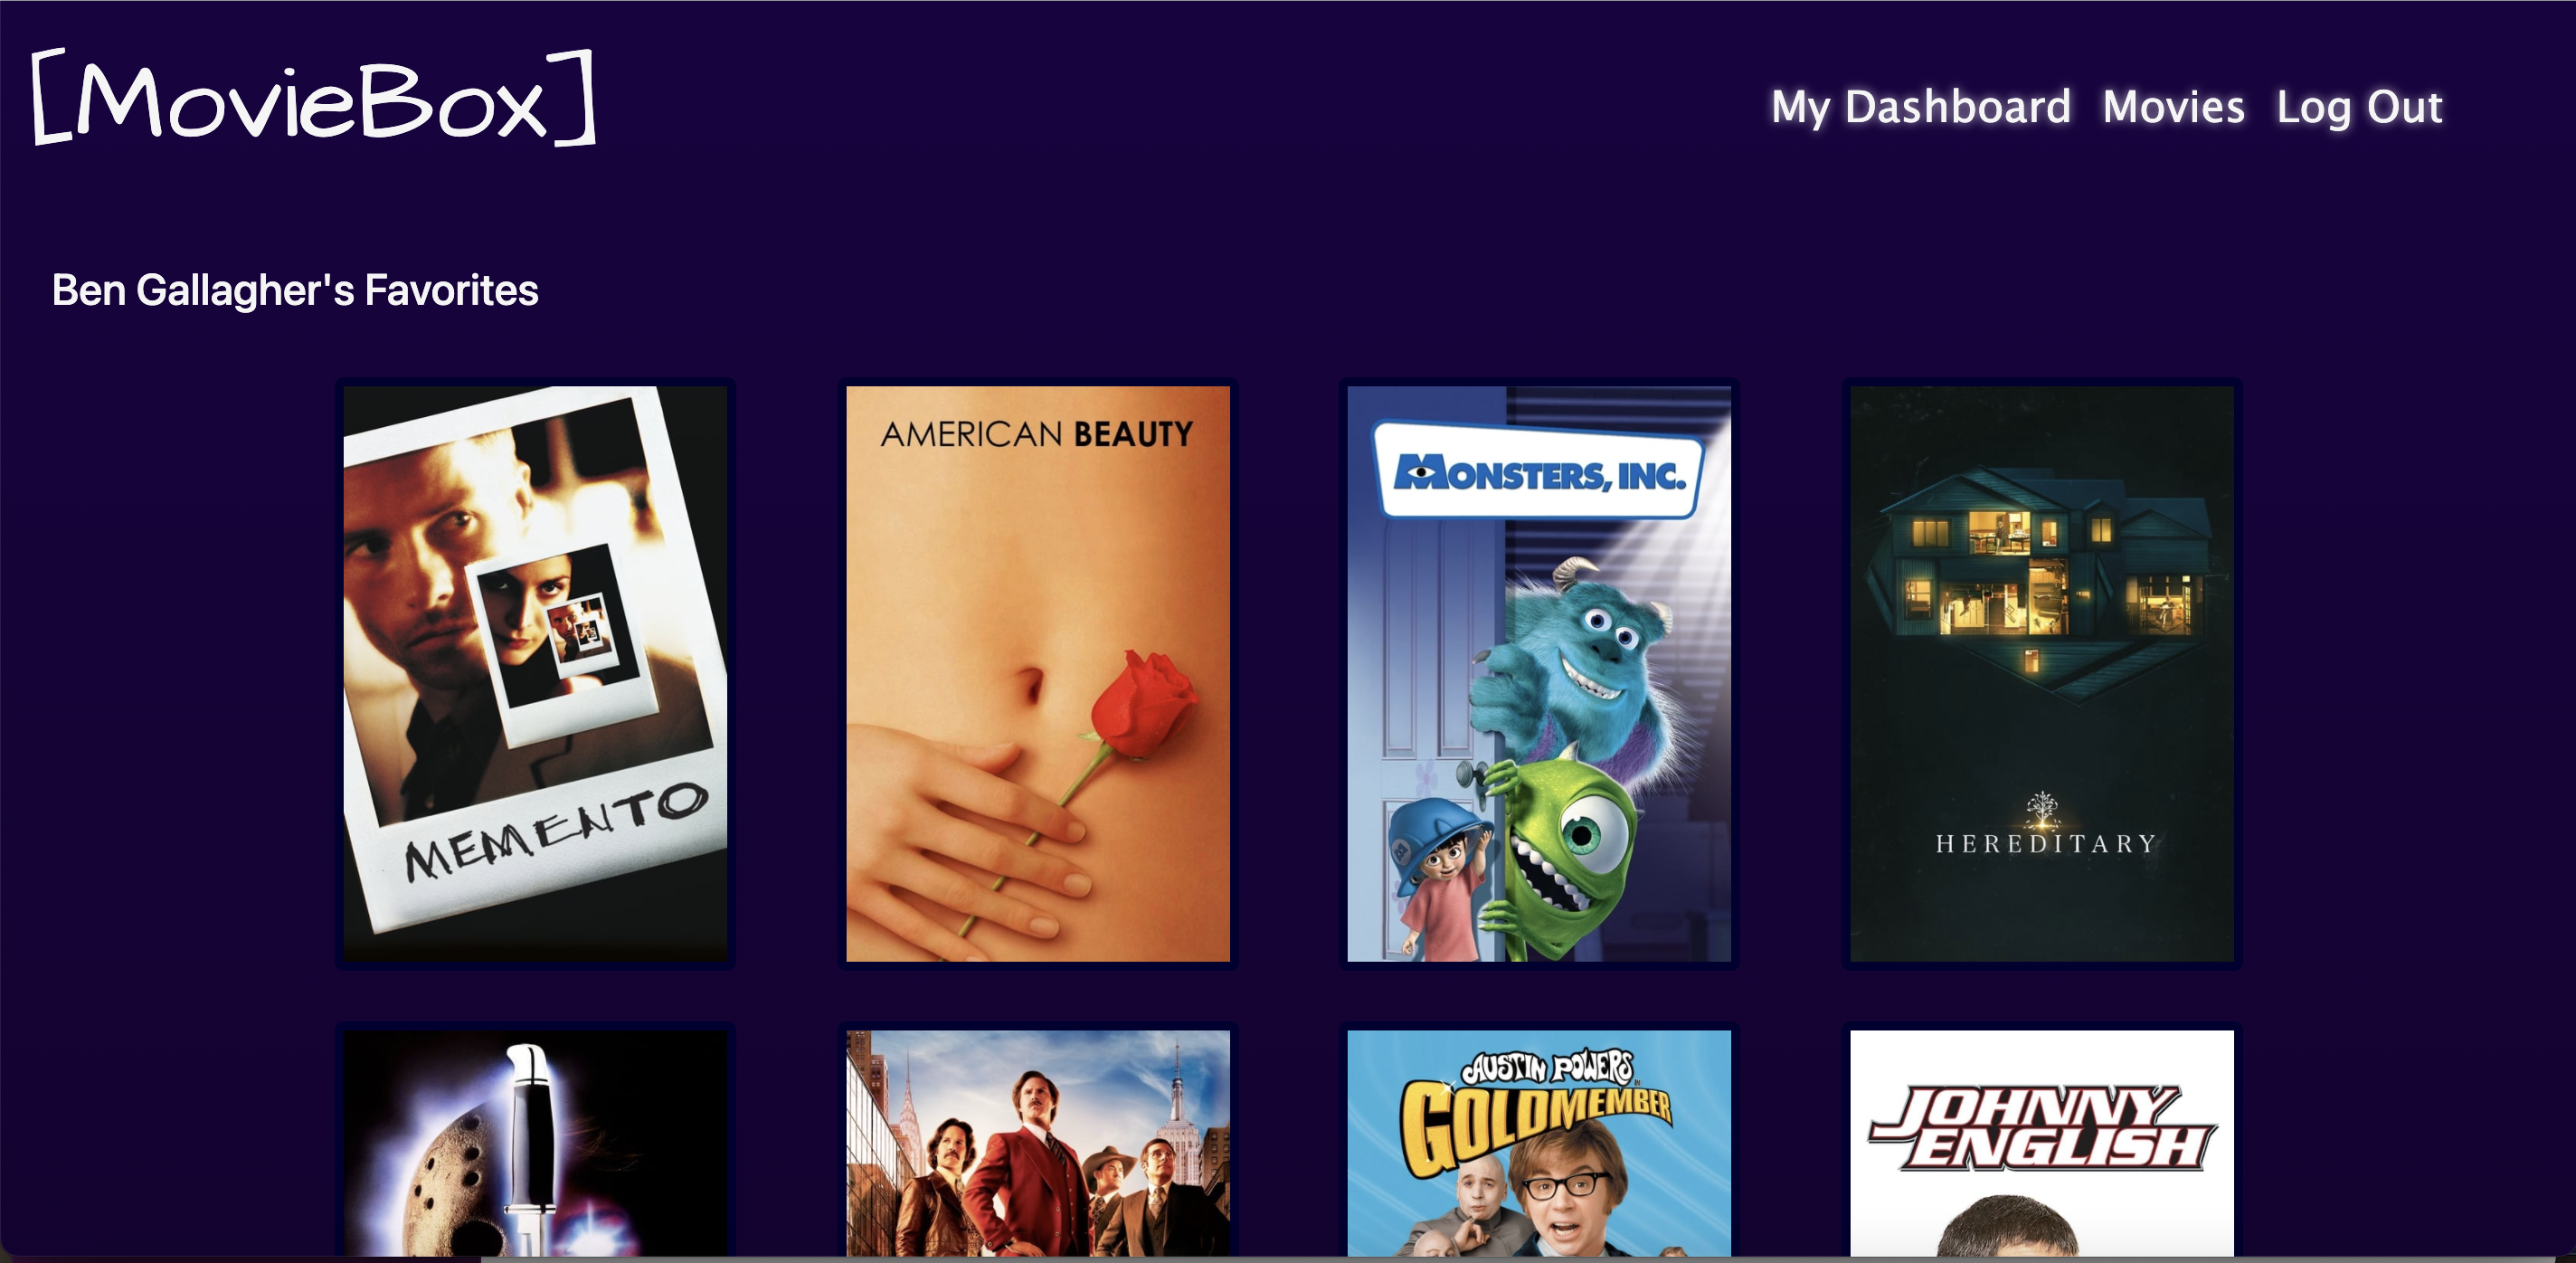 [MovieBox]
My Dashboard Movies Log Out
Ben Gallagher's Favorites
MEMENTO
AMERICAN BEAUTY
MONSTERS, INC.
HEREDITARY
AUSTIN POWERS
IN
GOLDMEMBER
JOHNNY
ENGLISH